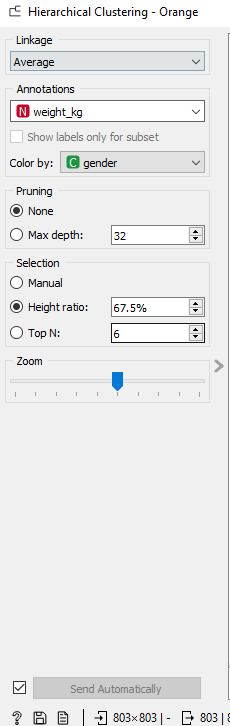 Hierarchical Clustering - Orange
Linkage
Average
Annotations
N weight_kg
Show labels only for subset
Color by: C gender
Pruning
None
Max depth: 32
Selection
Manual
Height ratio: 67.5%
Top N: 6
Zoom
Send Automatically
? 803×803 | - 803 | 8